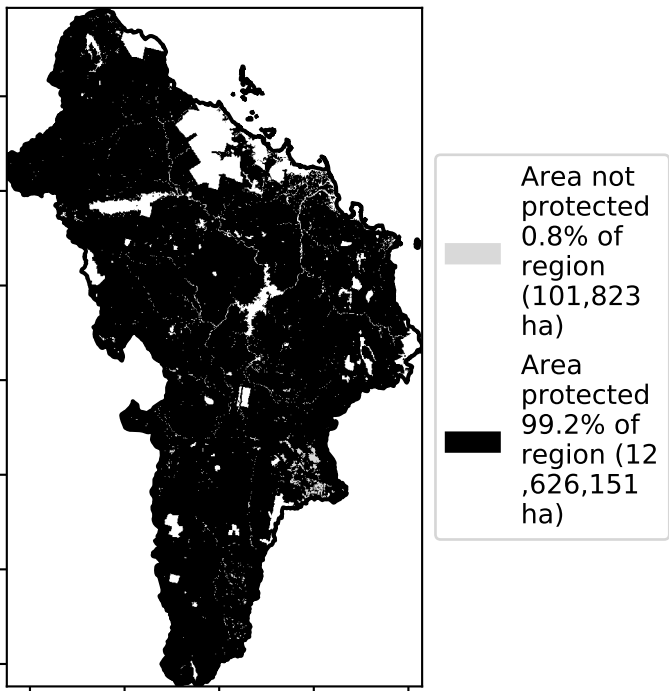 Area not
protected
0.8% of
region
(101,823
ha)
Area
protected
99.2% of
region (12
,626,151
ha)